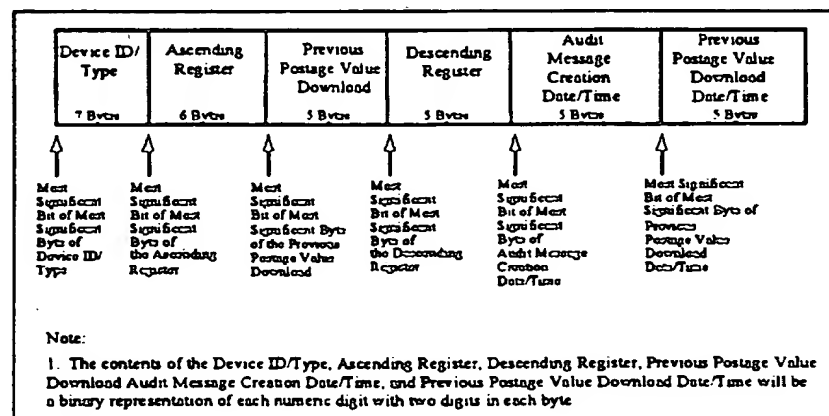 Device ID/
Type
7 Bytes
Ascending
Register
6 Bytes
Previous
Postage Value
Download
5 Bytes
Descending
Register
5 Bytes
Audit
Message
Creation
Date/Time
5 Bytes
Previous
Postage Value
Download
Date/Time
5 Bytes
Most
Significant
Bit of Most
Significant
Byte of
Device ID/
Type
Most
Significant
Bit of Most
Significant
Byte of
the Ascending
Register
Most
Significant
Bit of Most
Significant Byte
of the Previous
Postage Value
Download
Most
Significant
Bit of Most
Significant
Byte of
the Descending
Register
Most
Significant
Bit of Most
Significant
Byte of
Audit Message
Creation
Date/Time
Most Significant
Bit of Most
Significant Byte of
Previous
Postage Value
Download
Date/Time
Note:
1. The contents of the Device ID/Type, Ascending Register, Descending Register, Previous Postage Value
Download Audit Message Creation Date/Time, and Previous Postage Value Download Date/Time will be
a binary representation of each numeric digit with two digits in each byte